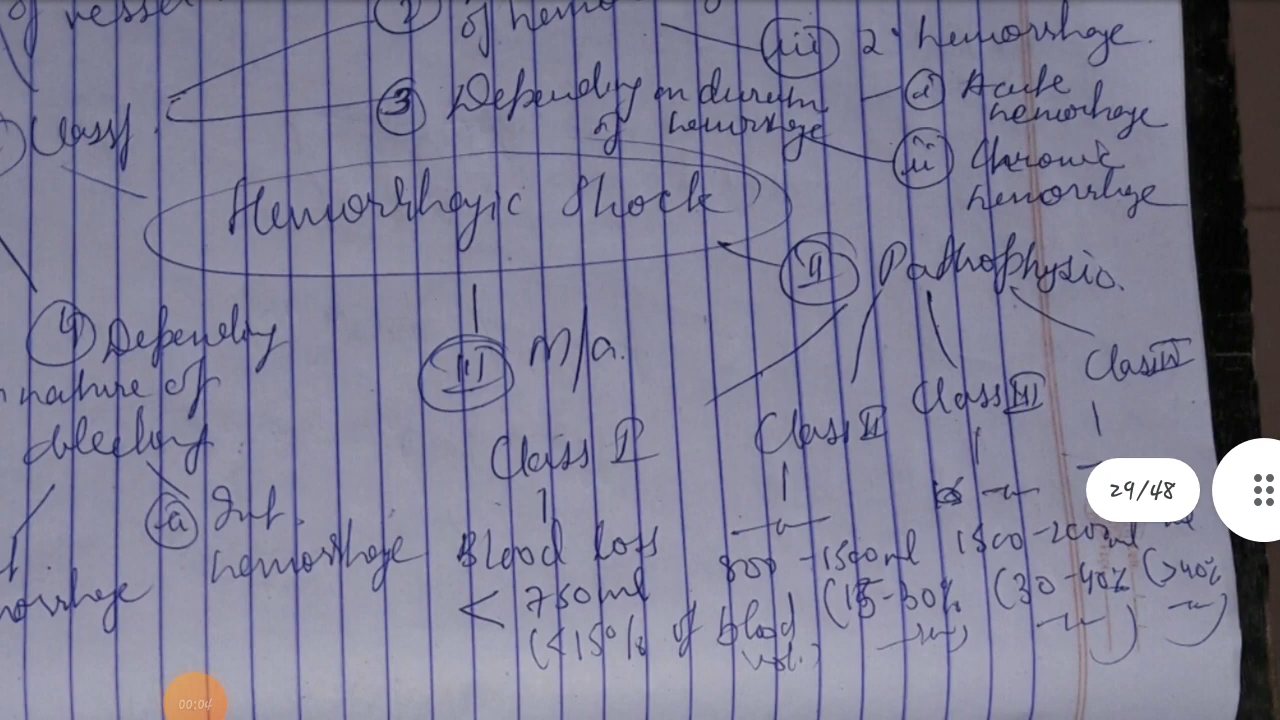 of vessel
2
of hemo
iii 2° hemorrhage.
3 Depending on duration of hemorrhage
i Acute hemorrhage
ii Chronic hemorrhage
Classf.
Hemorrhagic Shock
II Pathophysio.
4 Depending
nature of
bleeding
III M/a.
Class I
Class II
Class III
Class IV
a Int.
hemorrhage
orrhage
Blood loss
< 750ml
(<15% of blood vol.)
800-1500ml
(15-30%
1500-2000ml
(30-40%
ml
(>40%
29/48
00:04